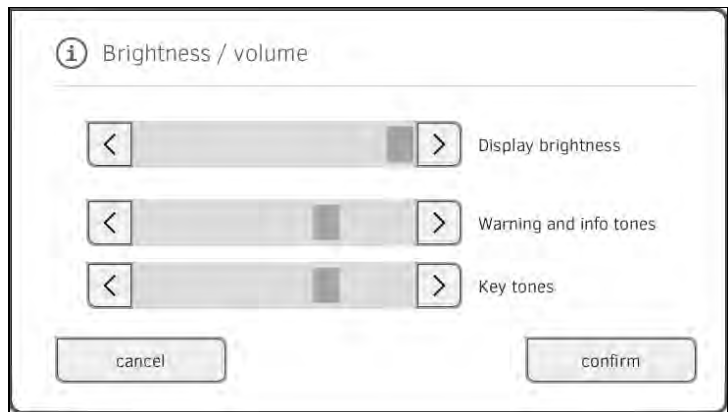 i Brightness / volume
< > Display brightness
< > Warning and info tones
< > Key tones
cancel confirm